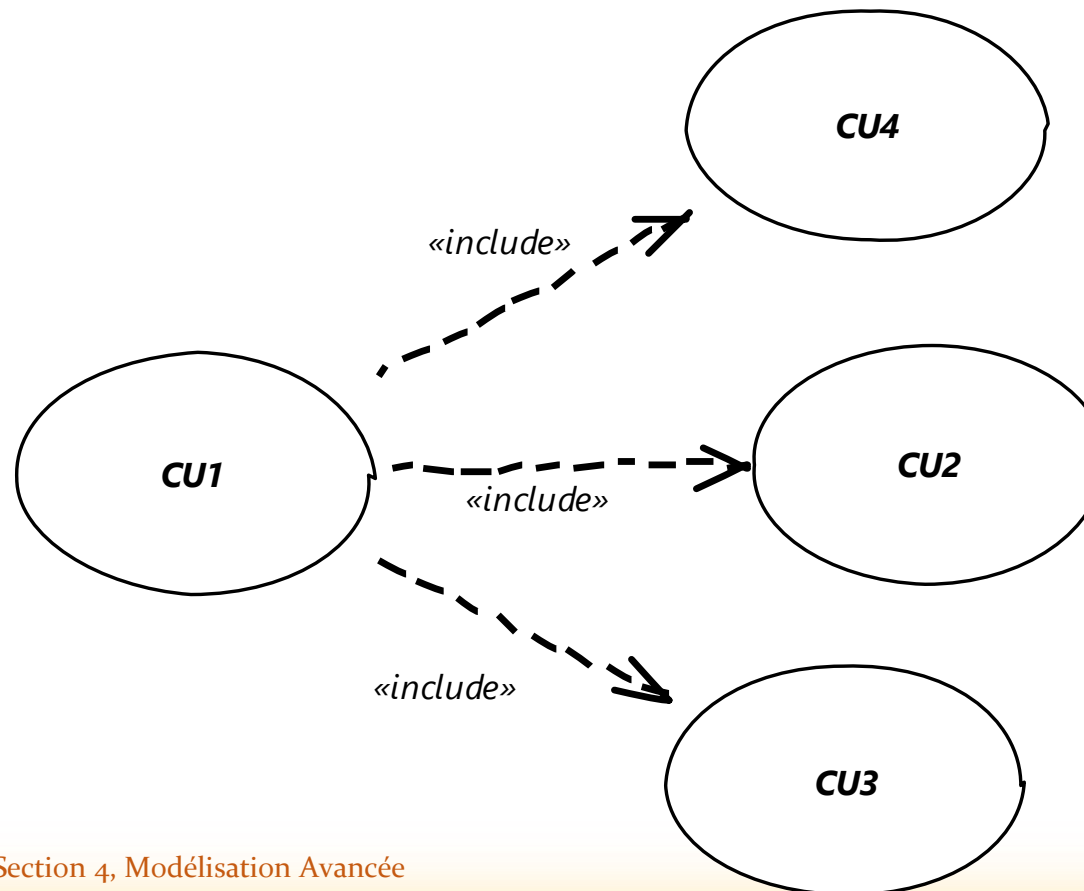 CU4
«include»
CU1
CU2
«include»
«include»
CU3
Section 4, Modélisation Avancée